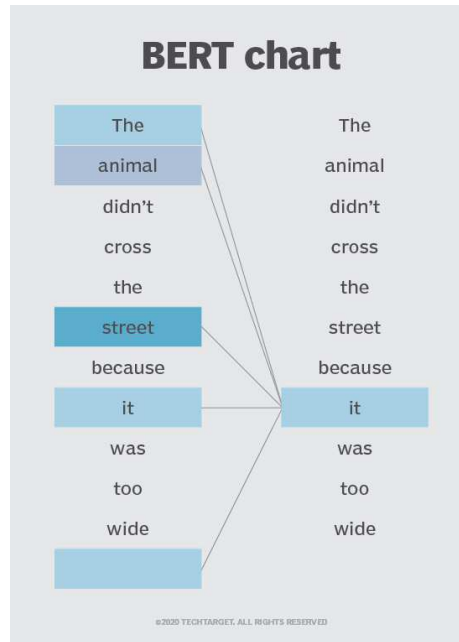 BERT chart
The The
animal animal
didn't didn't
cross cross
the the
street street
because because
it it
was was
too too
wide wide
©2020 TECHTARGET. ALL RIGHTS RESERVED